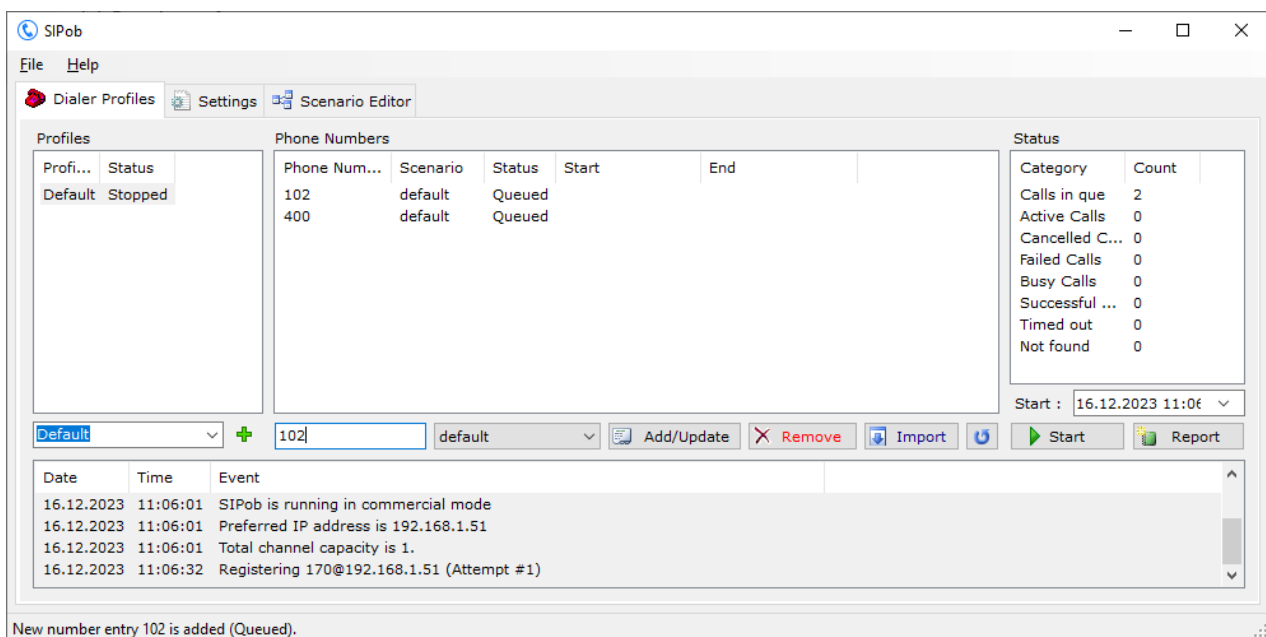 SIPob
File Help
Dialer Profiles Settings Scenario Editor
Profiles Phone Numbers Status
Profi... Status Phone Num... Scenario Status Start End Category Count
Default Stopped 102 default Queued Calls in que 2
400 default Queued Active Calls 0
Cancelled C... 0
Failed Calls 0
Busy Calls 0
Successful ... 0
Timed out 0
Not found 0
Start : 16.12.2023 11:06
Default 102 default Add/Update Remove Import Start Report
Date Time Event
16.12.2023 11:06:01 SIPob is running in commercial mode
16.12.2023 11:06:01 Preferred IP address is 192.168.1.51
16.12.2023 11:06:01 Total channel capacity is 1.
16.12.2023 11:06:32 Registering 170@192.168.1.51 (Attempt #1)
New number entry 102 is added (Queued).